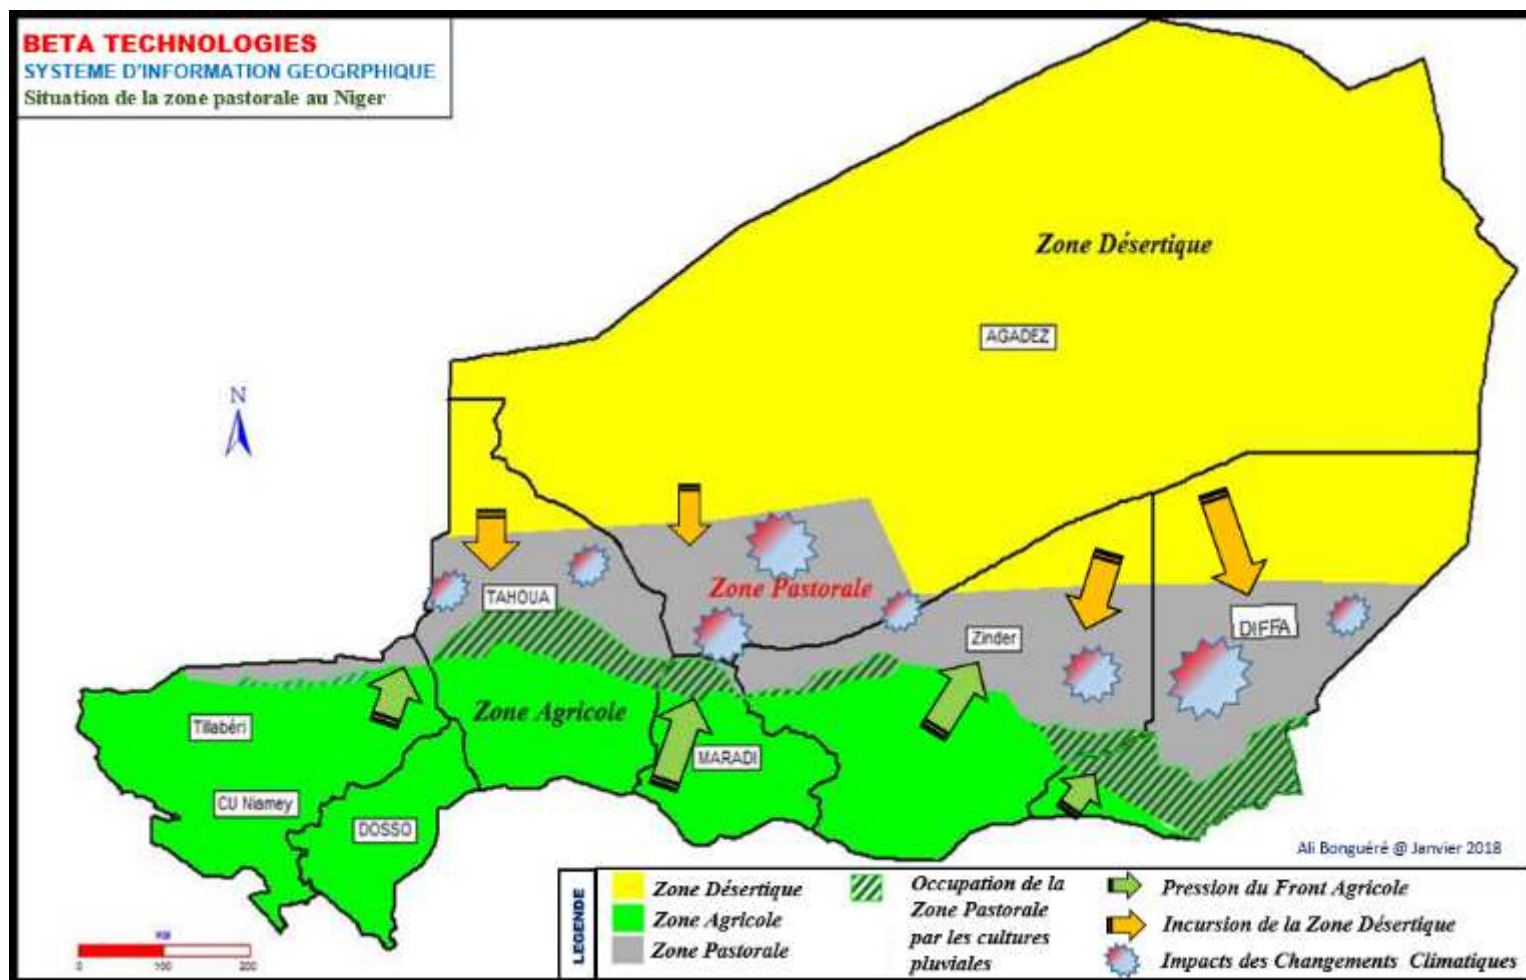 BETA TECHNOLOGIES
SYSTEME D'INFORMATION GEOGRPHIQUE
Situation de la zone pastorale au Niger
Zone Désertique
AGADEZ
N
TAHOUA
Zone Pastorale
Zinder
DIFFA
Zone Agricole
Tillabéri
MARADI
CU Niamey
DOSSO
Ali Bonguéré @ Janvier 2018
0 100 200
LEGENDE
Zone Désertique
Zone Agricole
Zone Pastorale
Occupation de la
Zone Pastorale
par les cultures
pluviales
Pression du Front Agricole
Incursion de la Zone Désertique
Impacts des Changements Climatiques